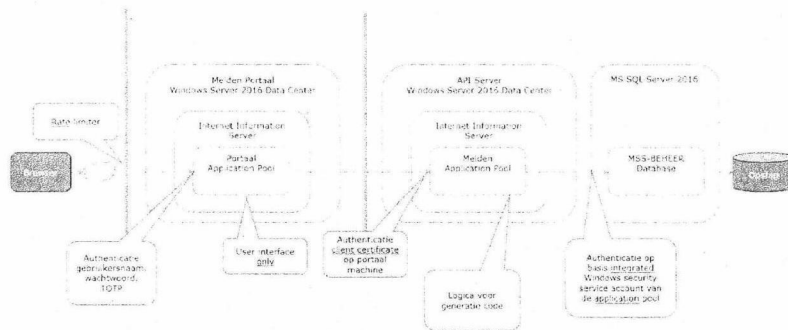 Melden Portaal
Windows Server 2016 Data Center
API Server
Windows Server 2016 Data Center
MS SQL Server 2016
Rate limiter
Internet Information
Server
Internet Information
Server
Browser
Portaal
Application Pool
Melden
Application Pool
MSS-BEHEER
Database
Opslag
Authenticatie
gebruikersnaam,
wachtwoord,
TOTP
User interface
only
Authenticatie
client certificate
op portaal
machine
Logica voor
generatie code
Authenticatie op
basis integrated
Windows security
service account van
de application pool